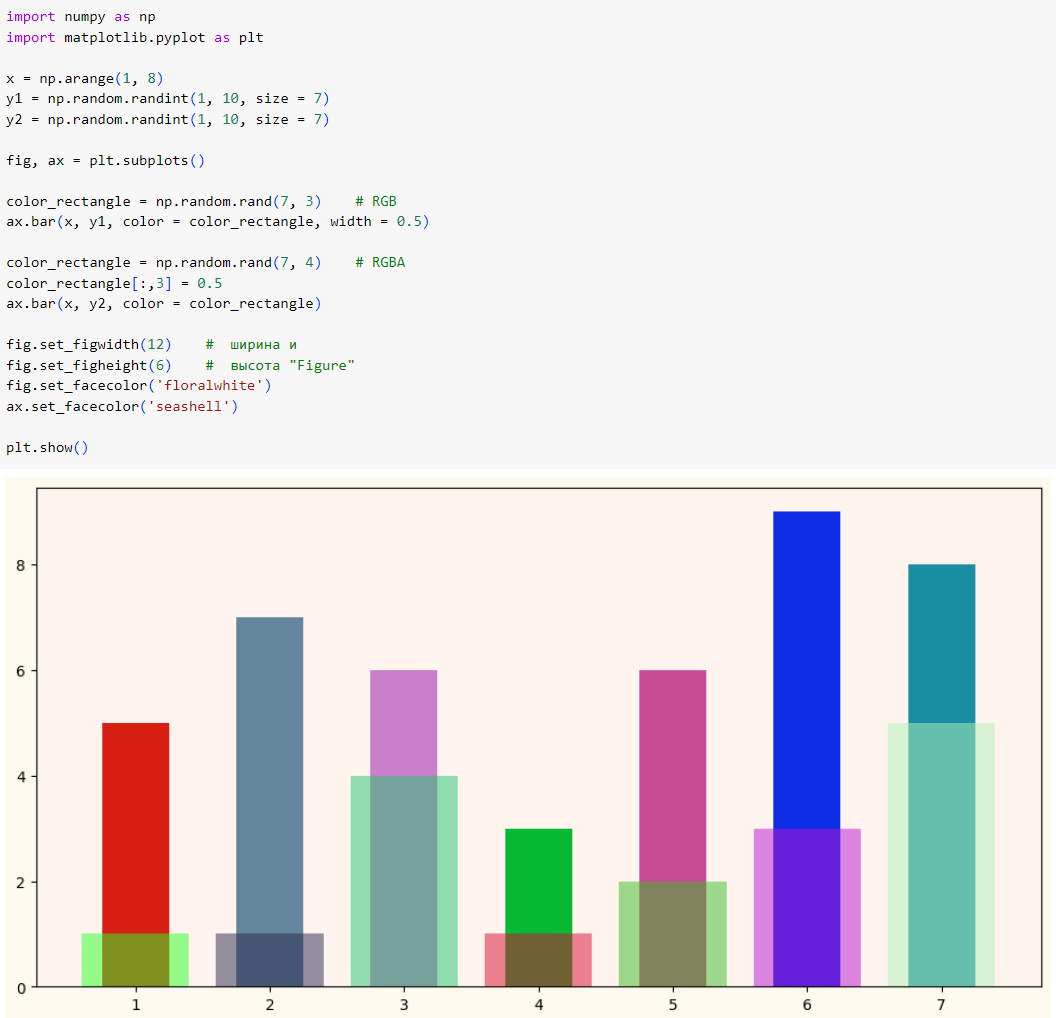 import numpy as np
import matplotlib.pyplot as plt
x = np.arange(1, 8)
y1 = np.random.randint(1, 10, size = 7)
y2 = np.random.randint(1, 10, size = 7)
fig, ax = plt.subplots()
color_rectangle = np.random.rand(7, 3)    # RGB
ax.bar(x, y1, color = color_rectangle, width = 0.5)
color_rectangle = np.random.rand(7, 4)    # RGBA
color_rectangle[:,3] = 0.5
ax.bar(x, y2, color = color_rectangle)
fig.set_figwidth(12)    #  ширина и
fig.set_figheight(6)    #  высота "Figure"
fig.set_facecolor('floralwhite')
ax.set_facecolor('seashell')
plt.show()
8
6
4
2
0
1 2 3 4 5 6 7